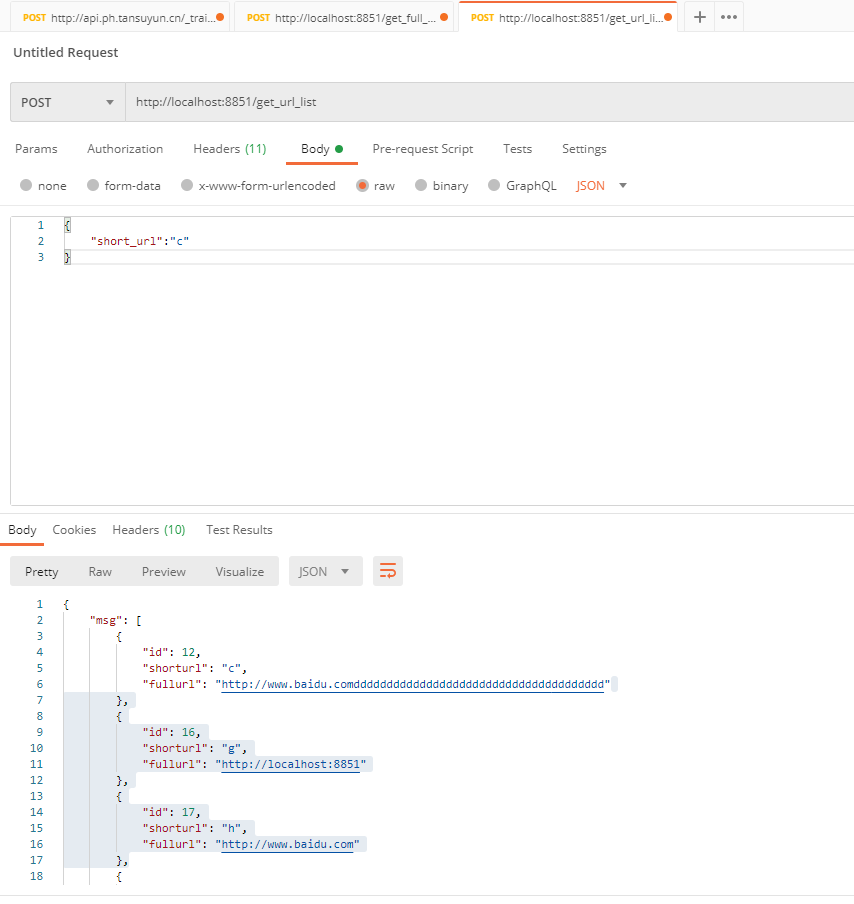 POST http://api.ph.tansuyun.cn/_trai... POST http://localhost:8851/get_full_... POST http://localhost:8851/get_url_li... + •••
Untitled Request
POST http://localhost:8851/get_url_list
Params Authorization Headers (11) Body Pre-request Script Tests Settings
none form-data x-www-form-urlencoded raw binary GraphQL JSON
1 {
2 "short_url":"c"
3 }
Body Cookies Headers (10) Test Results
Pretty Raw Preview Visualize JSON
1 {
2 "msg": [
3 {
4 "id": 12,
5 "shorturl": "c",
6 "fullurl": "http://www.baidu.comdddddddddddddddddddddddddddddddddddddd"
7 },
8 {
9 "id": 16,
10 "shorturl": "g",
11 "fullurl": "http://localhost:8851"
12 },
13 {
14 "id": 17,
15 "shorturl": "h",
16 "fullurl": "http://www.baidu.com"
17 },
18 {